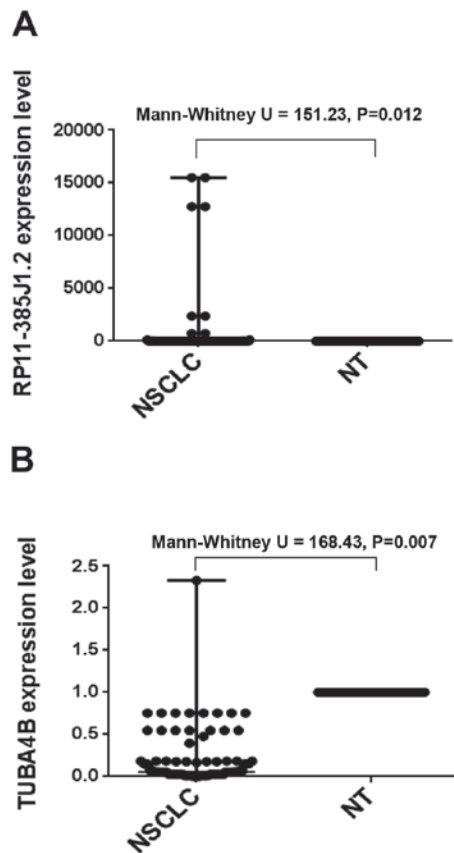 A
Mann-Whitney U = 151.23, P=0.012
RP11-385J1.2 expression level
20000
15000
10000
5000
0
NSCLC
NT
B
Mann-Whitney U = 168.43, P=0.007
TUBA4B expression level
2.5
2.0
1.5
1.0
0.5
0.0
NSCLC
NT